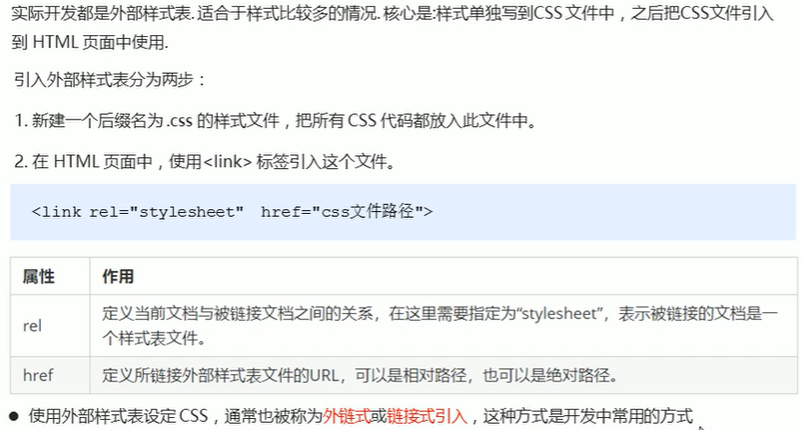 实际开发都是外部样式表.适合于样式比较多的情况.核心是:样式单独写到CSS 文件中，之后把CSS文件引入
到 HTML 页面中使用.
引入外部样式表分为两步：
1. 新建一个后缀名为 .css 的样式文件，把所有 CSS 代码都放入此文件中。
2. 在 HTML 页面中，使用<link> 标签引入这个文件。
<link rel="stylesheet"  href="css文件路径">
属性 作用
rel 定义当前文档与被链接文档之间的关系，在这里需要指定为“stylesheet”，表示被链接的文档是一
个样式表文件。
href 定义所链接外部样式表文件的URL，可以是相对路径，也可以是绝对路径。
● 使用外部样式表设定 CSS，通常也被称为外链式或链接式引入，这种方式是开发中常用的方式